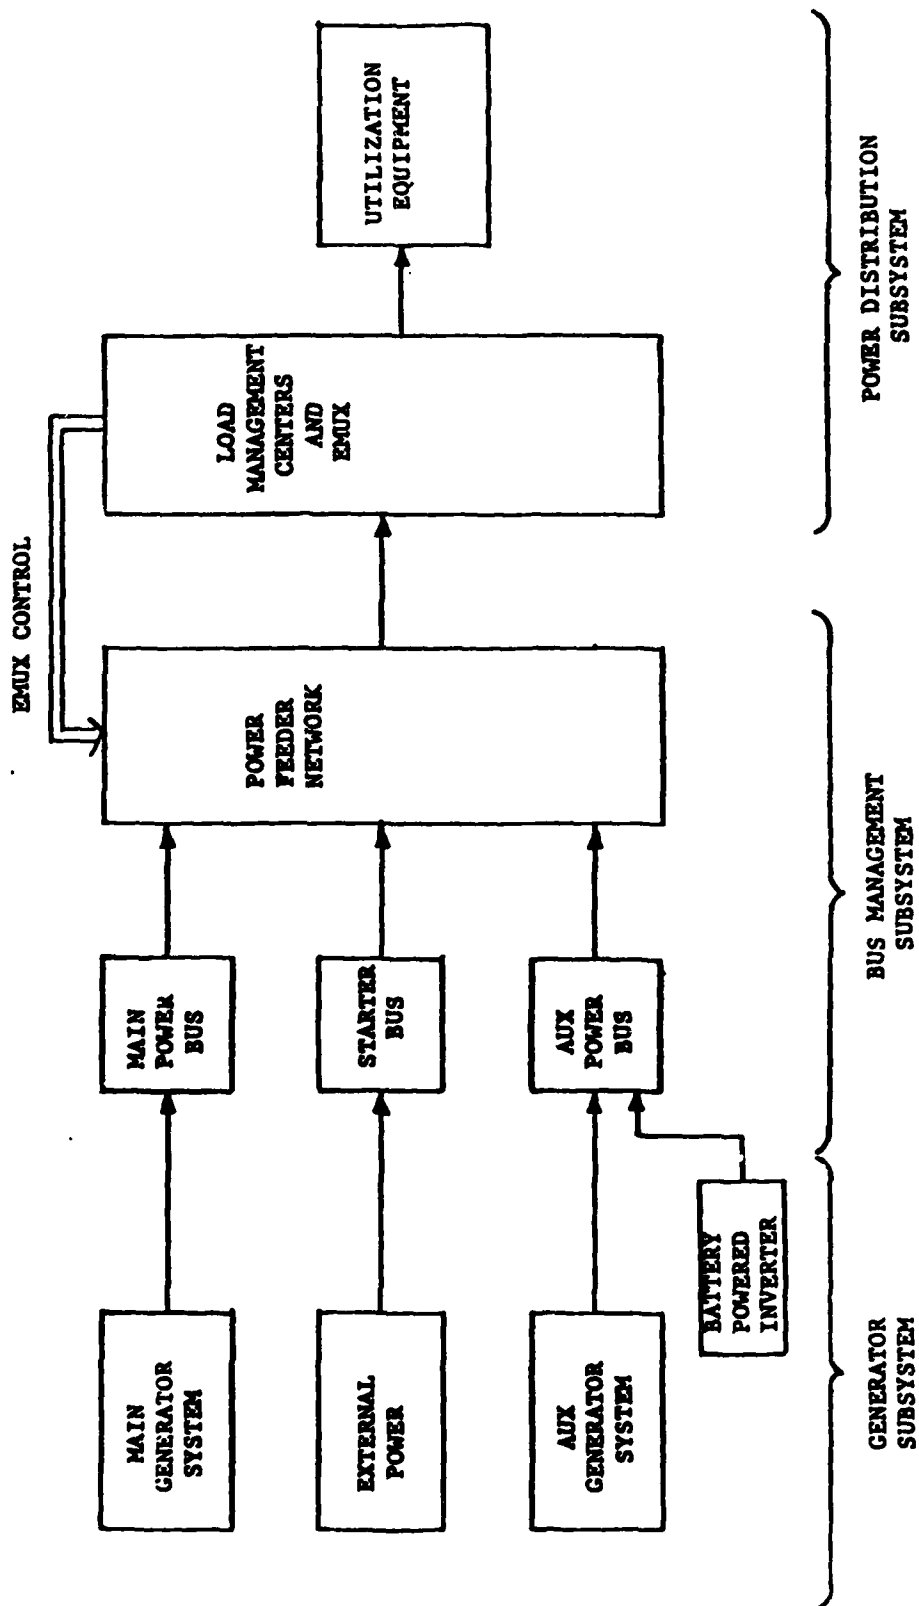 EMUX CONTROL
MAIN
GENERATOR
SYSTEM
MAIN
POWER
BUS
POWER
FEEDER
NETWORK
LOAD
MANAGEMENT
CENTERS
AND
EMUX
UTILIZATION
EQUIPMENT
EXTERNAL
POWER
STARTER
BUS
AUX
GENERATOR
SYSTEM
AUX
POWER
BUS
BATTERY
POWERED
INVERTER
GENERATOR
SUBSYSTEM
BUS MANAGEMENT
SUBSYSTEM
POWER DISTRIBUTION
SUBSYSTEM